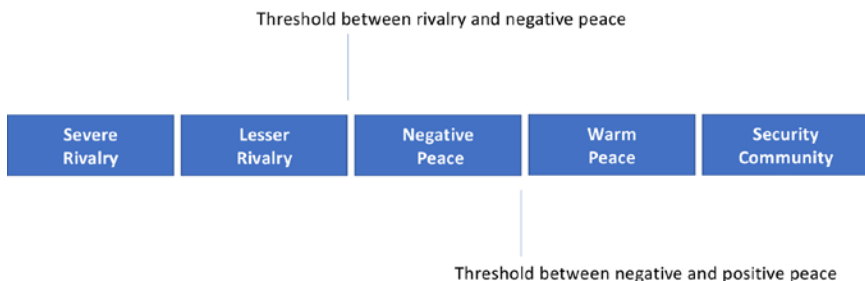 Threshold between rivalry and negative peace
Severe
Rivalry
Lesser
Rivalry
Negative
Peace
Warm
Peace
Security
Community
Threshold between negative and positive peace